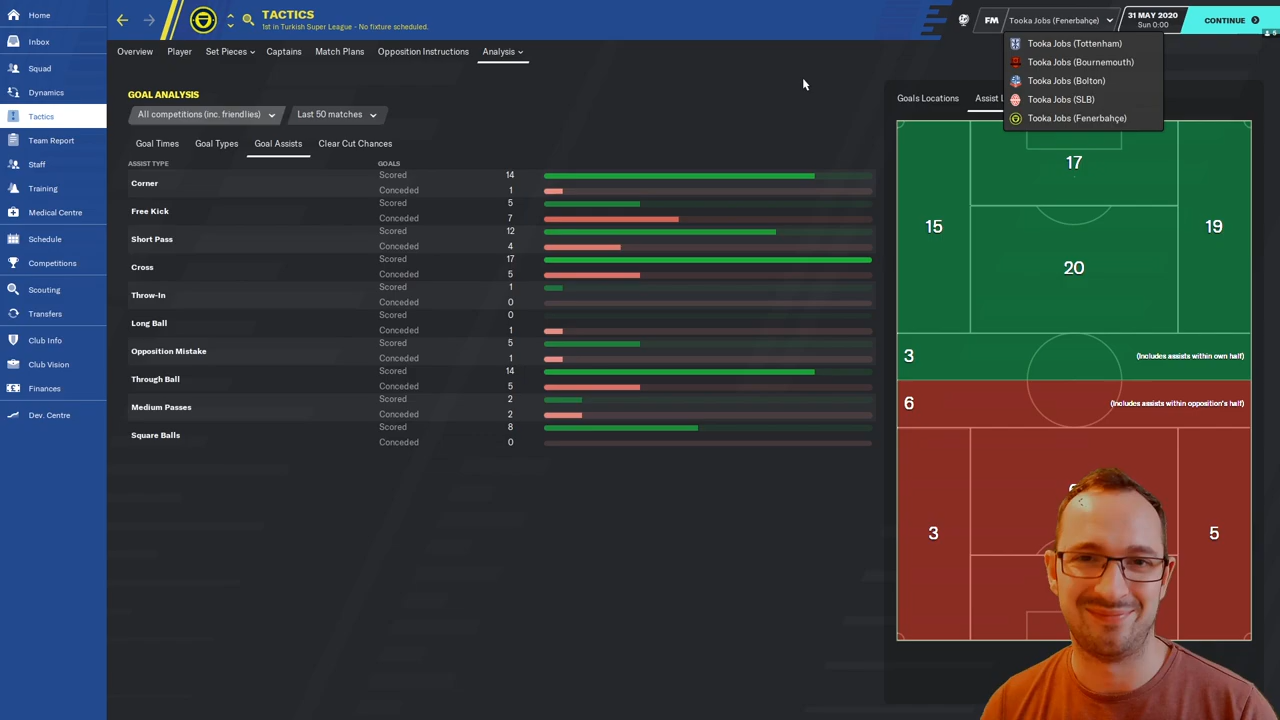 Home
Inbox
Squad
Dynamics
Tactics
Team Report
Staff
Training
Medical Centre
Schedule
Competitions
Scouting
Transfers
Club Info
Club Vision
Finances
Dev. Centre
TACTICS
1st in Turkish Super League - No fixture scheduled.
FM
Tooka Jobs (Fenerbahçe)
31 MAY 2020
Sun 0:00
CONTINUE
5
Tooka Jobs (Tottenham)
Tooka Jobs (Bournemouth)
Tooka Jobs (Bolton)
Tooka Jobs (SLB)
Tooka Jobs (Fenerbahçe)
Overview Player Set Pieces Captains Match Plans Opposition Instructions Analysis
GOAL ANALYSIS
All competitions (inc. friendlies) Last 50 matches
Goal Times Goal Types Goal Assists Clear Cut Chances
ASSIST TYPE GOALS
Corner
Scored 14
Conceded 1
Free Kick
Scored 5
Conceded 7
Short Pass
Scored 12
Conceded 4
Cross
Scored 17
Conceded 5
Throw-In
Scored 1
Conceded 0
Long Ball
Scored 0
Conceded 1
Opposition Mistake
Scored 5
Conceded 1
Through Ball
Scored 14
Conceded 5
Medium Passes
Scored 2
Conceded 2
Square Balls
Scored 8
Conceded 0
Goals Locations Assist
17
15 19
20
3 (Includes assists within own half)
6 (Includes assists within opposition's half)
3 5